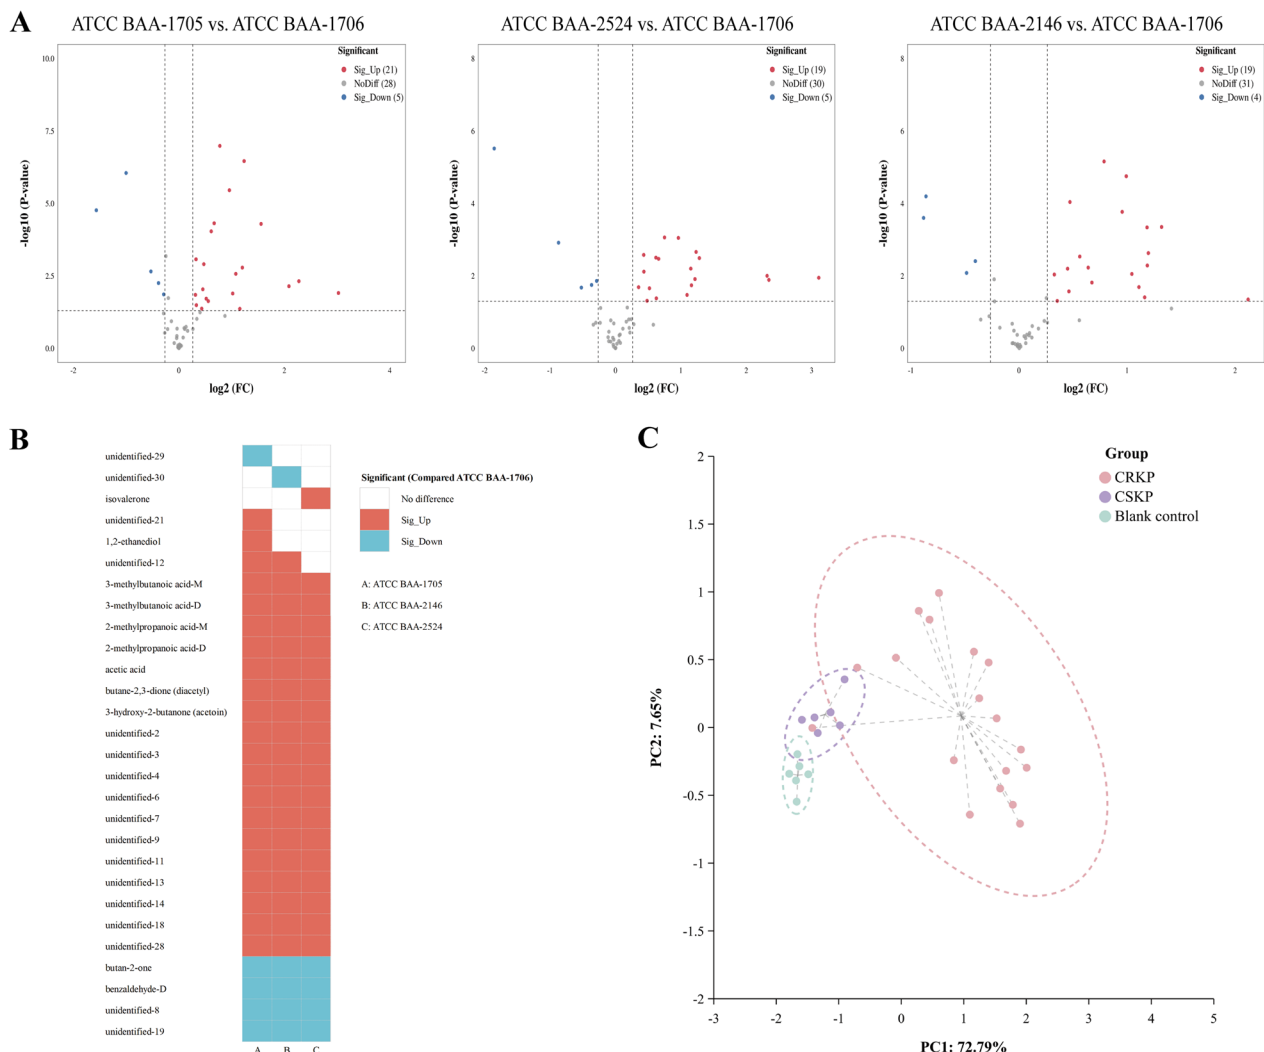 A
ATCC BAA-1705 vs. ATCC BAA-1706
Significant
Sig_Up (21)
NoDiff (28)
Sig_Down (5)
10.0
7.5
5.0
2.5
0.0
-log10 (P-value)
-2
0
2
4
log2 (FC)
ATCC BAA-2524 vs. ATCC BAA-1706
Significant
Sig_Up (19)
NoDiff (30)
Sig_Down (5)
8
6
4
2
0
-log10 (P-value)
-2
-1
0
1
2
3
log2 (FC)
ATCC BAA-2146 vs. ATCC BAA-1706
Significant
Sig_Up (19)
NoDiff (31)
Sig_Down (4)
8
6
4
2
0
-log10 (P-value)
-1
0
1
2
log2 (FC)
B
unidentified-29
unidentified-30
isovalerone
unidentified-21
1,2-ethanediol
unidentified-12
3-methylbutanoic acid-M
3-methylbutanoic acid-D
2-methylpropanoic acid-M
2-methylpropanoic acid-D
acetic acid
butane-2,3-dione (diacetyl)
3-hydroxy-2-butanone (acetoin)
unidentified-2
unidentified-3
unidentified-4
unidentified-6
unidentified-7
unidentified-9
unidentified-11
unidentified-13
unidentified-14
unidentified-18
unidentified-28
butan-2-one
benzaldehyde-D
unidentified-8
unidentified-19
A
B
C
Significant (Compared ATCC BAA-1706)
No difference
Sig_Up
Sig_Down
A: ATCC BAA-1705
B: ATCC BAA-2146
C: ATCC BAA-2524
C
Group
CRKP
CSKP
Blank control
2
1.5
1
0.5
0
-0.5
-1
-1.5
-2
PC2: 7.65%
-3
-2
-1
0
1
2
3
4
5
PC1: 72.79%